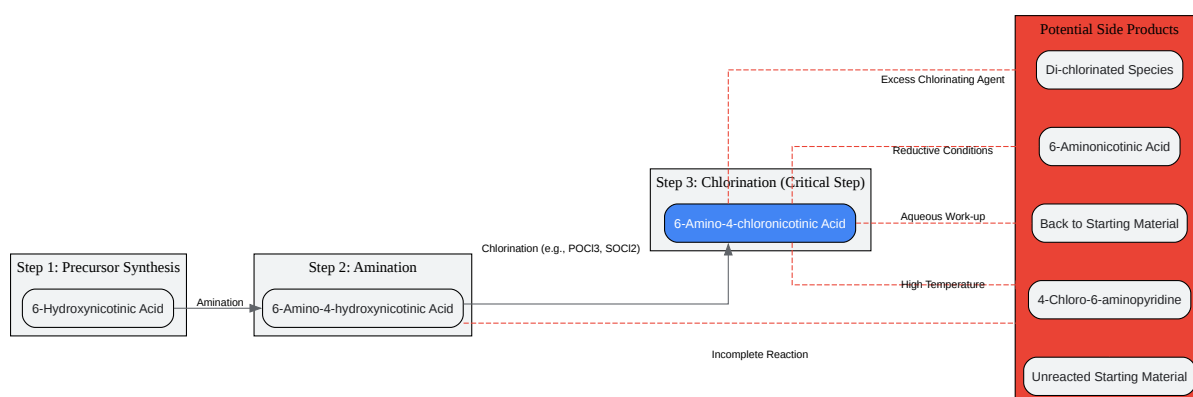 Potential Side Products
Di-chlorinated Species
Excess Chlorinating Agent
6-Aminonicotinic Acid
Reductive Conditions
Step 3: Chlorination (Critical Step)
6-Amino-4-chloronicotinic Acid
Aqueous Work-up
Back to Starting Material
Chlorination (e.g., POCl3, SOCl2)
Step 1: Precursor Synthesis
Step 2: Amination
High Temperature
4-Chloro-6-aminopyridine
6-Hydroxynicotinic Acid
Amination
6-Amino-4-hydroxynicotinic Acid
Incomplete Reaction
Unreacted Starting Material